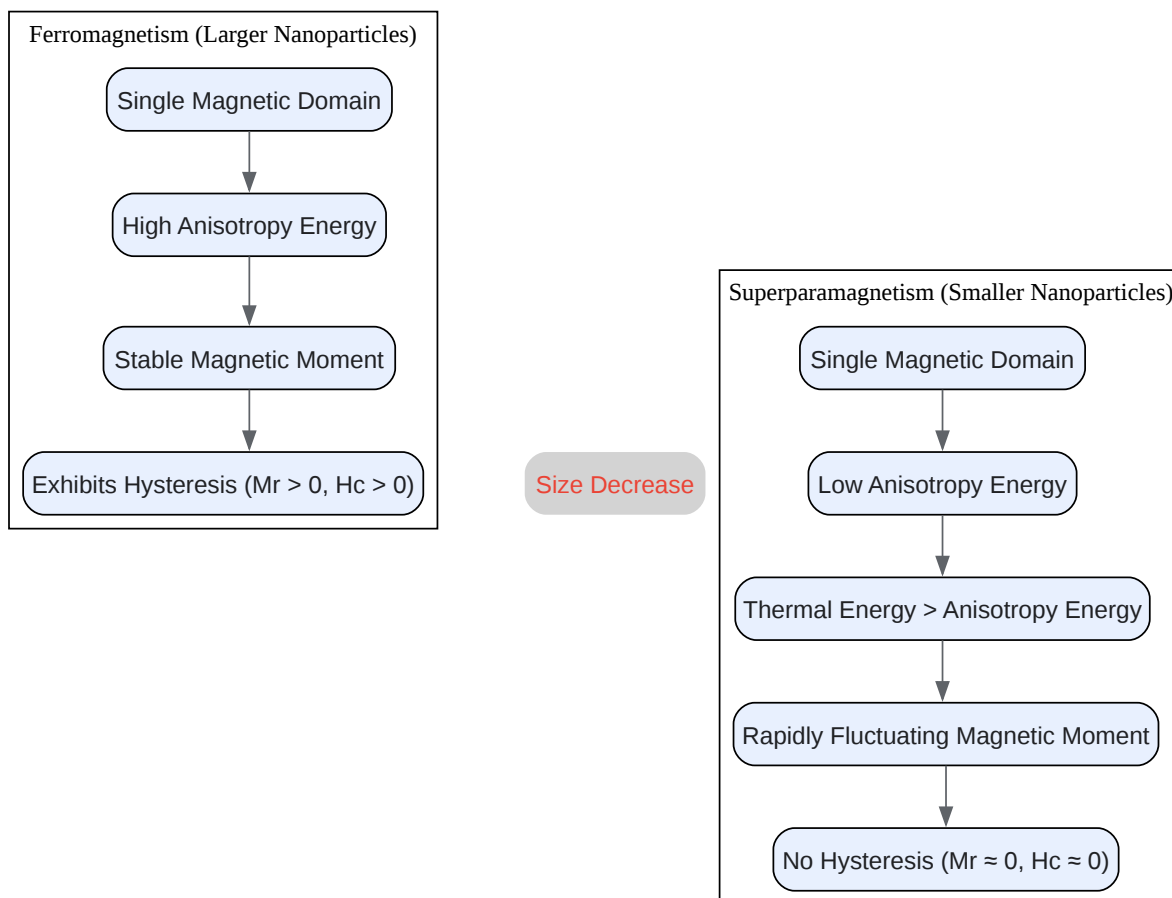 Ferromagnetism (Larger Nanoparticles)
Single Magnetic Domain
High Anisotropy Energy
Stable Magnetic Moment
Exhibits Hysteresis (Mr > 0, Hc > 0)
Size Decrease
Superparamagnetism (Smaller Nanoparticles)
Single Magnetic Domain
Low Anisotropy Energy
Thermal Energy > Anisotropy Energy
Rapidly Fluctuating Magnetic Moment
No Hysteresis (Mr ≈ 0, Hc ≈ 0)